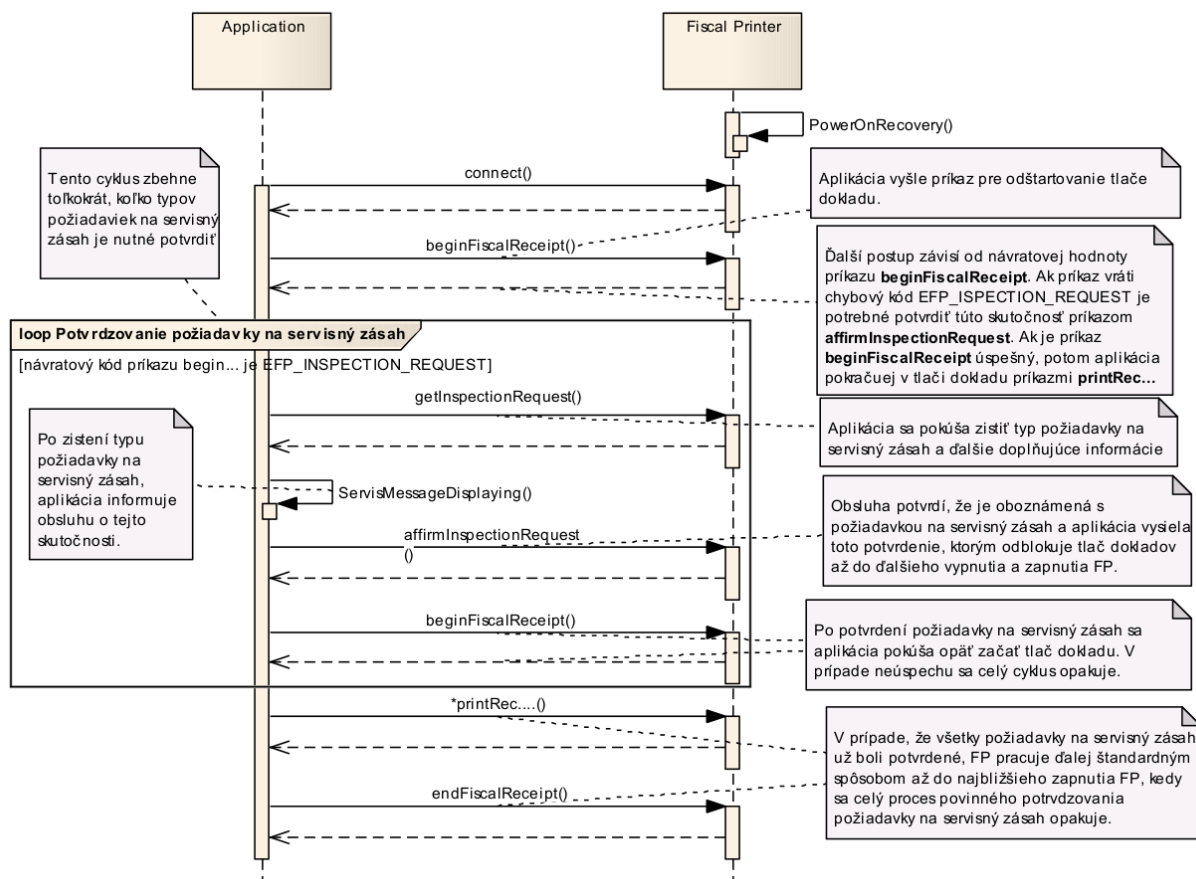 Application
Fiscal Printer
PowerOnRecovery()
Tento cyklus zbehne
toľkokrát, koľko typov
požiadaviek na servisný
zásah je nutné potvrdiť
connect()
Aplikácia vyšle príkaz pre odštartovanie tlače
dokladu.
beginFiscalReceipt()
Ďalší postup závisí od návratovej hodnoty
príkazu beginFiscalReceipt. Ak príkaz vráti
chybový kód EFP_ISPECTION_REQUEST je
potrebné potvrdiť túto skutočnosť príkazom
affirmInspectionRequest. Ak je príkaz
beginFiscalReceipt úspešný, potom aplikácia
pokračuej v tlači dokladu príkazmi printRec...
loop Potvrdzovanie požiadavky na servisný zásah
[návratový kód príkazu begin... je EFP_INSPECTION_REQUEST]
getInspectionRequest()
Aplikácia sa pokúša zistiť typ požiadavky na
servisný zásah a ďalšie doplňujúce informácie
Po zistení typu
požiadavky na
servisný zásah,
aplikácia informuje
obsluhu o tejto
skutočnosti.
ServisMessageDisplaying()
Obsluha potvrdí, že je oboznámená s
požiadavkou na servisný zásah a aplikácia vysiela
toto potvrdenie, ktorým odblokuje tlač dokladov
až do ďalšieho vypnutia a zapnutia FP.
affirmInspectionRequest
()
beginFiscalReceipt()
Po potvrdení požiadavky na servisný zásah sa
aplikácia pokúša opäť začať tlač dokladu. V
prípade neúspechu sa celý cyklus opakuje.
*printRec....()
V prípade, že všetky požiadavky na servisný zásah
už boli potvrdené, FP pracuje ďalej štandardným
spôsobom až do najbližšieho zapnutia FP, kedy
sa celý proces povinného potvrdzovania
požiadavky na servisný zásah opakuje.
endFiscalReceipt()